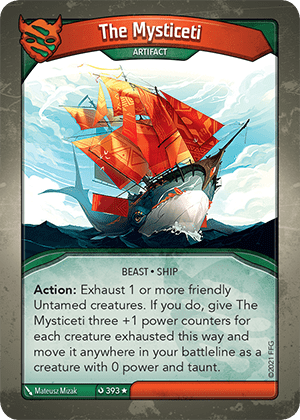 The Mysticeti
ARTIFACT
BEAST • SHIP
Action: Exhaust 1 or more friendly
Untamed creatures. If you do, give The
Mysticeti three +1 power counters for
each creature exhausted this way and
move it anywhere in your battleline as a
creature with 0 power and taunt.
©2021 FFG
Mateusz Mizak
393★